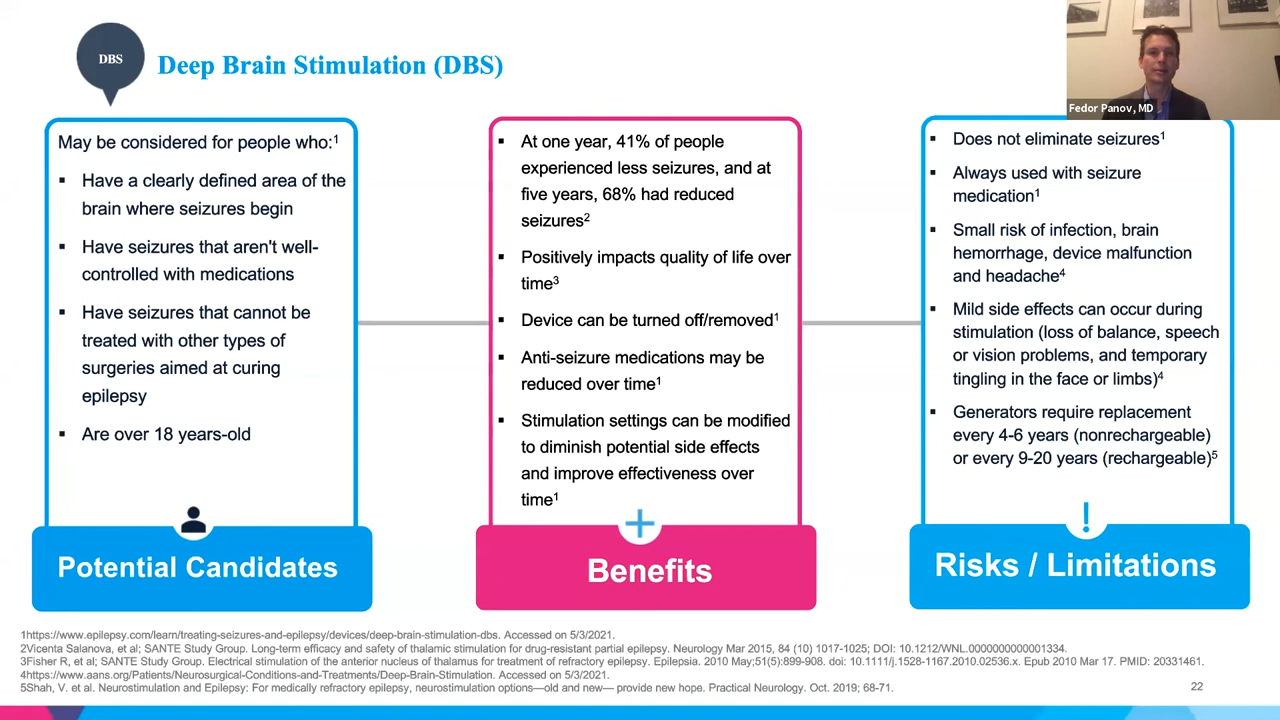 DBS
Deep Brain Stimulation (DBS)
Fedor Panov, MD
May be considered for people who:1
▪ Have a clearly defined area of the
brain where seizures begin
▪ Have seizures that aren't well-
controlled with medications
▪ Have seizures that cannot be
treated with other types of
surgeries aimed at curing
epilepsy
▪ Are over 18 years-old
Potential Candidates
▪ At one year, 41% of people
experienced less seizures, and at
five years, 68% had reduced
seizures2
▪ Positively impacts quality of life over
time3
▪ Device can be turned off/removed1
▪ Anti-seizure medications may be
reduced over time1
▪ Stimulation settings can be modified
to diminish potential side effects
and improve effectiveness over
time1
Benefits
▪ Does not eliminate seizures1
▪ Always used with seizure
medication1
▪ Small risk of infection, brain
hemorrhage, device malfunction
and headache4
▪ Mild side effects can occur during
stimulation (loss of balance, speech
or vision problems, and temporary
tingling in the face or limbs)4
▪ Generators require replacement
every 4-6 years (nonrechargeable)
or every 9-20 years (rechargeable)5
Risks / Limitations
1https://www.epilepsy.com/learn/treating-seizures-and-epilepsy/devices/deep-brain-stimulation-dbs. Accessed on 5/3/2021.
2Vicenta Salanova, et al; SANTE Study Group. Long-term efficacy and safety of thalamic stimulation for drug-resistant partial epilepsy. Neurology Mar 2015, 84 (10) 1017-1025; DOI: 10.1212/WNL.0000000000001334.
3Fisher R, et al; SANTE Study Group. Electrical stimulation of the anterior nucleus of thalamus for treatment of refractory epilepsy. Epilepsia. 2010 May;51(5):899-908. doi: 10.1111/j.1528-1167.2010.02536.x. Epub 2010 Mar 17. PMID: 20331461.
4https://www.aans.org/Patients/Neurosurgical-Conditions-and-Treatments/Deep-Brain-Stimulation. Accessed on 5/3/2021.
5Shah, V. et al. Neurostimulation and Epilepsy: For medically refractory epilepsy, neurostimulation options—old and new— provide new hope. Practical Neurology. Oct. 2019; 68-71.
22